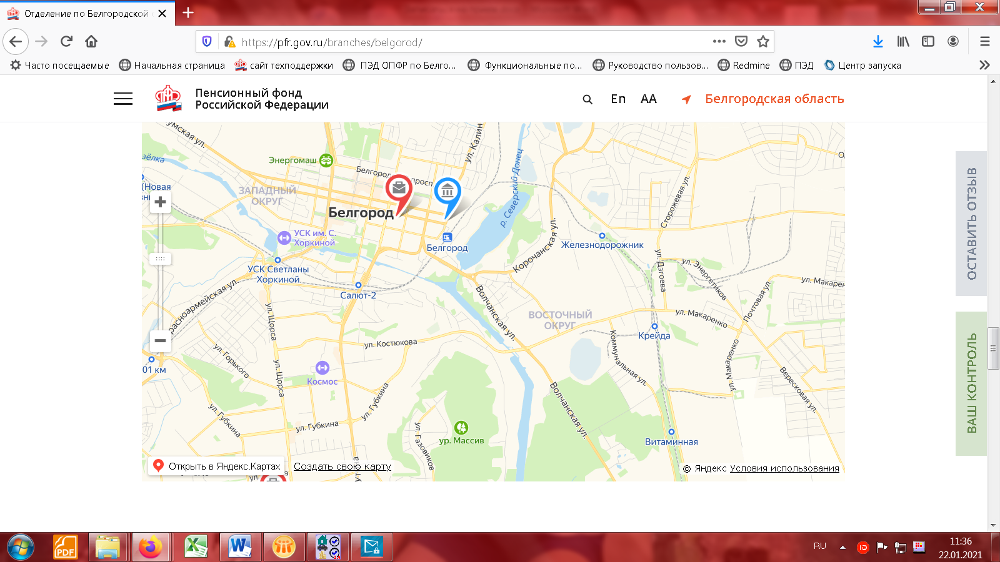 Отделение по Белгородской
https://pfr.gov.ru/branches/belgorod/
Часто посещаемые
Начальная страница
сайт техподдержки
ПЭД ОПФР по Белго...
Функциональные по...
Руководство пользов...
Redmine
ПЭД
Центр запуска
Пенсионный фонд
Российской Федерации
En
AA
Белгородская область
умская ул.
ул. Калин
Энергомаш
Белгород
просп
ЗАПАДНЫЙ
ОКРУГ
(Новая
Белгород
р. Северский Донец
Сторожевая ул.
УСК им. С.
Хоркиной
Белгород
Железнодорожник
Корочанская ул.
УСК Светланы
Хоркиной
ул. Дзгоева
ул. Энергетиков
Салют-2
ул. Макарен
расноармейская ул.
Волчанская ул.
Почтовая ул.
ул. Щорса
ВОСТОЧНЫЙ
ОКРУГ
ул. Макаренко
Крейда
ул. Костюкова
ул. Горького
Коммунальная ул.
ул. Макаренко
01 км
Космос
ул. Щорса
Вересковая ул.
ул. Губкина
Волчанская ул.
ул. Губкина
ул. Губкина
ул. Газовиков
ур. Массив
Витаминная
Открыть в Яндекс.Картах
Создать свою карту
© Яндекс Условия использования
ОСТАВИТЬ ОТЗЫВ
ВАШ КОНТРОЛЬ
PDF
RU
11:36
22.01.2021